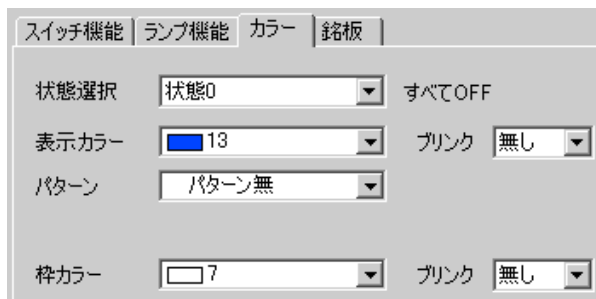 スイッチ機能 ランプ機能 カラー 銘板
状態選択 状態0 すべてOFF
表示カラー 13 ブリンク 無し
パターン パターン無
枠カラー 7 ブリンク 無し